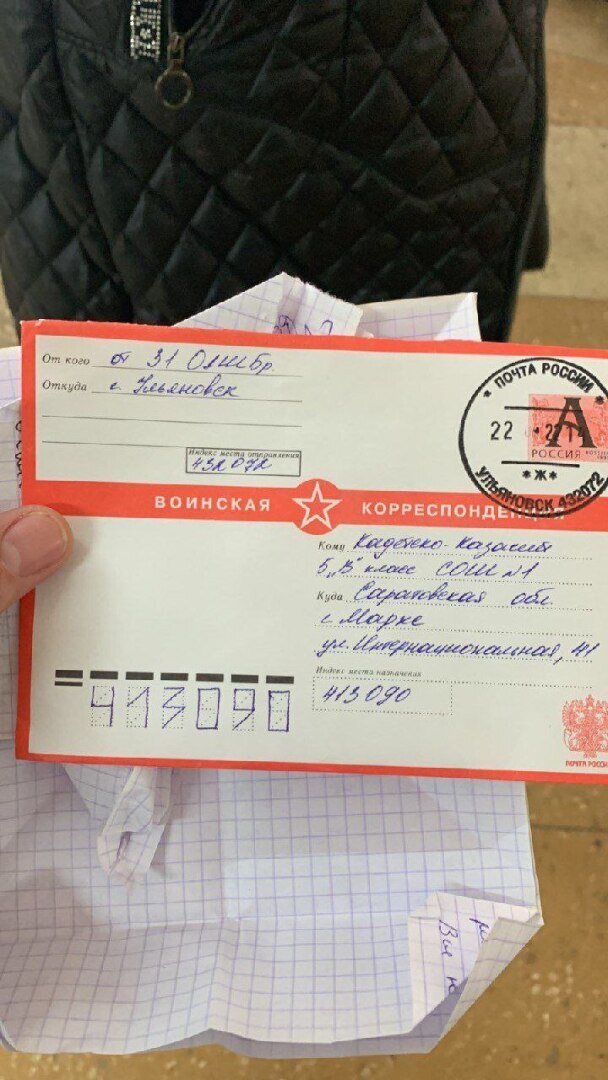 От кого от 31 ОДШБр.
Откуда г. Ульяновск
Индекс места отправления
432072
ПОЧТА РОССИИ
22
А
РОССИЯ
*Ж*
УЛЬЯНОВСК 432072
ВОИНСКАЯ КОРРЕСПОНДЕНЦИЯ
Кому Кадетско-Казачий
5 „В" класс СОШ №1
Куда Саратовская обл.
г. Маркс
ул. Интернациональная, 41
Индекс места назначения
413090
413090
ПОЧТА РОССИИ